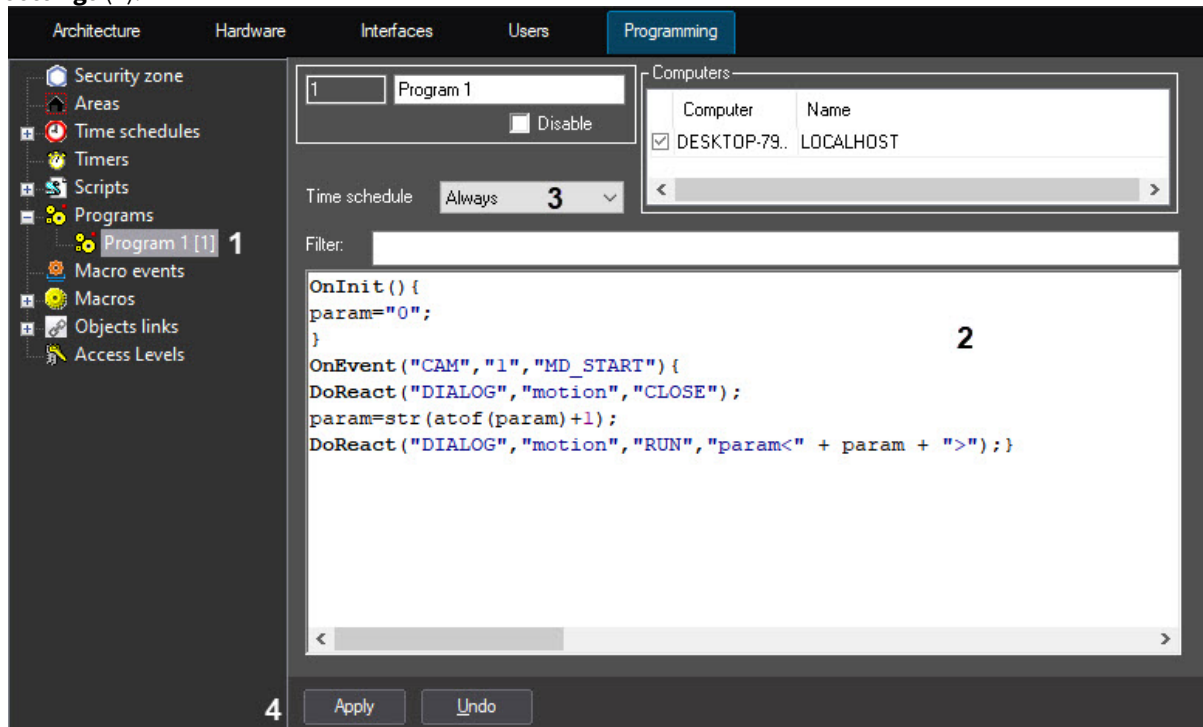 Architecture Hardware Interfaces Users Programming
Security zone
Areas
Time schedules
Timers
Scripts
Programs
Program 1 [1] 1
Macro events
Macros
Objects links
Access Levels
1 Program 1
Disable
Computers
Computer Name
DESKTOP-79.. LOCALHOST
Time schedule Always 3
Filter:
OnInit(){
param="0";
}
OnEvent("CAM","1","MD_START"){
DoReact("DIALOG","motion","CLOSE");
param=str(atof(param)+1);
DoReact("DIALOG","motion","RUN","param<" + param + ">");}
2
4 Apply Undo